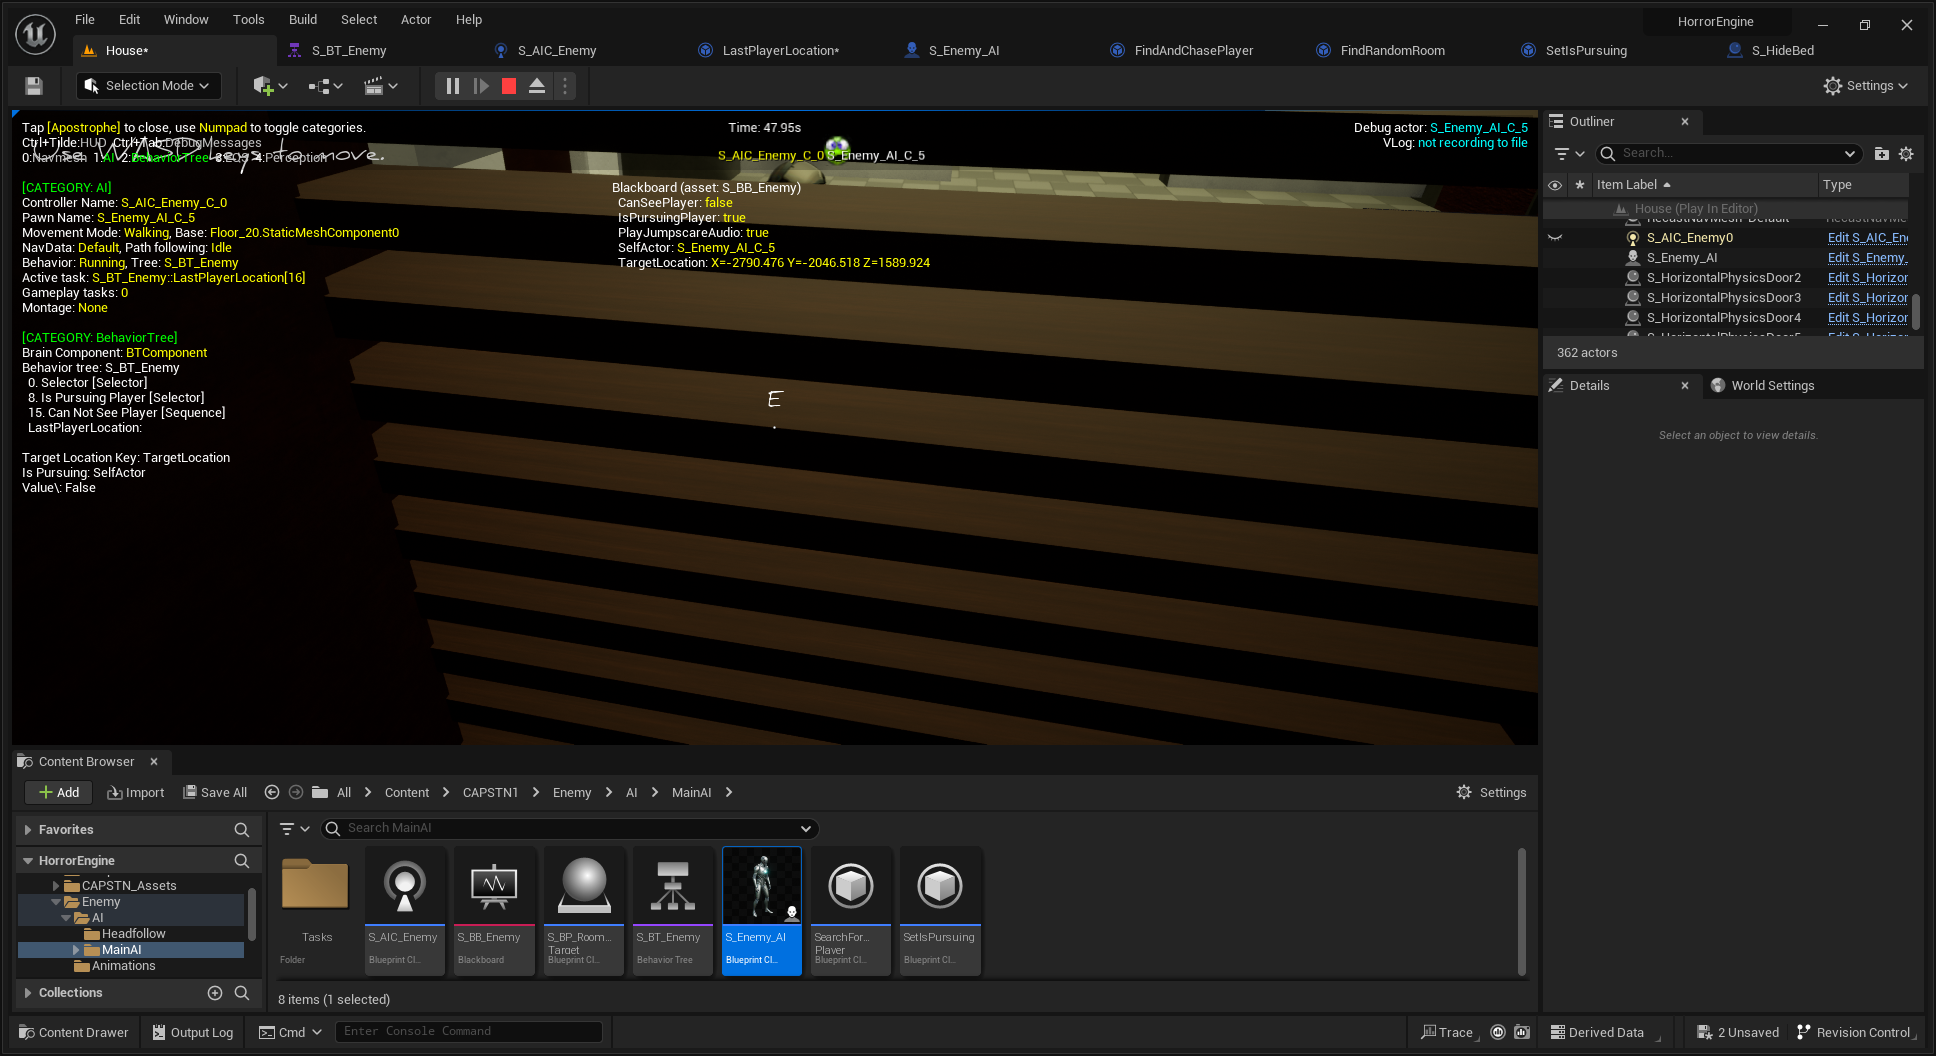 File Edit Window Tools Build Select Actor Help
HorrorEngine
House*
S_BT_Enemy
S_AIC_Enemy
LastPlayerLocation*
S_Enemy_AI
FindAndChasePlayer
FindRandomRoom
SetIsPursuing
S_HideBed
Selection Mode
Settings
Tap [Apostrophe] to close, use Numpad to toggle categories.
Ctrl+Tilde:HUD Ctrl+Tab:DebugMessages
Use WASD keys to move.
0:Navmesh 1:AI 2:BehaviorTree 3:EQS 4:Perception
Time: 47.95s
S_AIC_Enemy_C_0 S_Enemy_AI_C_5
Debug actor: S_Enemy_AI_C_5
VLog: not recording to file
[CATEGORY: AI]
Controller Name: S_AIC_Enemy_C_0
Pawn Name: S_Enemy_AI_C_5
Movement Mode: Walking, Base: Floor_20.StaticMeshComponent0
NavData: Default, Path following: Idle
Behavior: Running, Tree: S_BT_Enemy
Active task: S_BT_Enemy::LastPlayerLocation[16]
Gameplay tasks: 0
Montage: None
Blackboard (asset: S_BB_Enemy)
CanSeePlayer: false
IsPursuingPlayer: true
PlayJumpscareAudio: true
SelfActor: S_Enemy_AI_C_5
TargetLocation: X=-2790.476 Y=-2046.518 Z=1589.924
[CATEGORY: BehaviorTree]
Brain Component: BTComponent
Behavior tree: S_BT_Enemy
0. Selector [Selector]
8. Is Pursuing Player [Selector]
15. Can Not See Player [Sequence]
LastPlayerLocation:
Target Location Key: TargetLocation
Is Pursuing: SelfActor
Value\: False
E
Outliner
Search...
Item Label Type
House (Play In Editor)
RecastNavMesh-Default RecastNavMe
S_AIC_Enemy0 Edit S_AIC_En
S_Enemy_AI Edit S_Enemy_
S_HorizontalPhysicsDoor2 Edit S_Horizor
S_HorizontalPhysicsDoor3 Edit S_Horizor
S_HorizontalPhysicsDoor4 Edit S_Horizor
S_HorizontalPhysicsDoor5 Edit S_Horizor
362 actors
Details
World Settings
Select an object to view details.
Content Browser
Add Import Save All All Content CAPSTN1 Enemy AI MainAI Settings
Favorites
HorrorEngine
CAPSTN_Assets
Enemy
AI
Headfollow
MainAI
Animations
Collections
Search MainAI
Tasks
Folder
S_AIC_Enemy
Blueprint Cl...
S_BB_Enemy
Blackboard
S_BP_Room...
Target
Blueprint Cl...
S_BT_Enemy
Behavior Tree
S_Enemy_AI
Blueprint Cl...
SearchFor...
Player
Blueprint Cl...
SetIsPursuing
Blueprint Cl...
8 items (1 selected)
Content Drawer Output Log Cmd Enter Console Command Trace Derived Data 2 Unsaved Revision Control